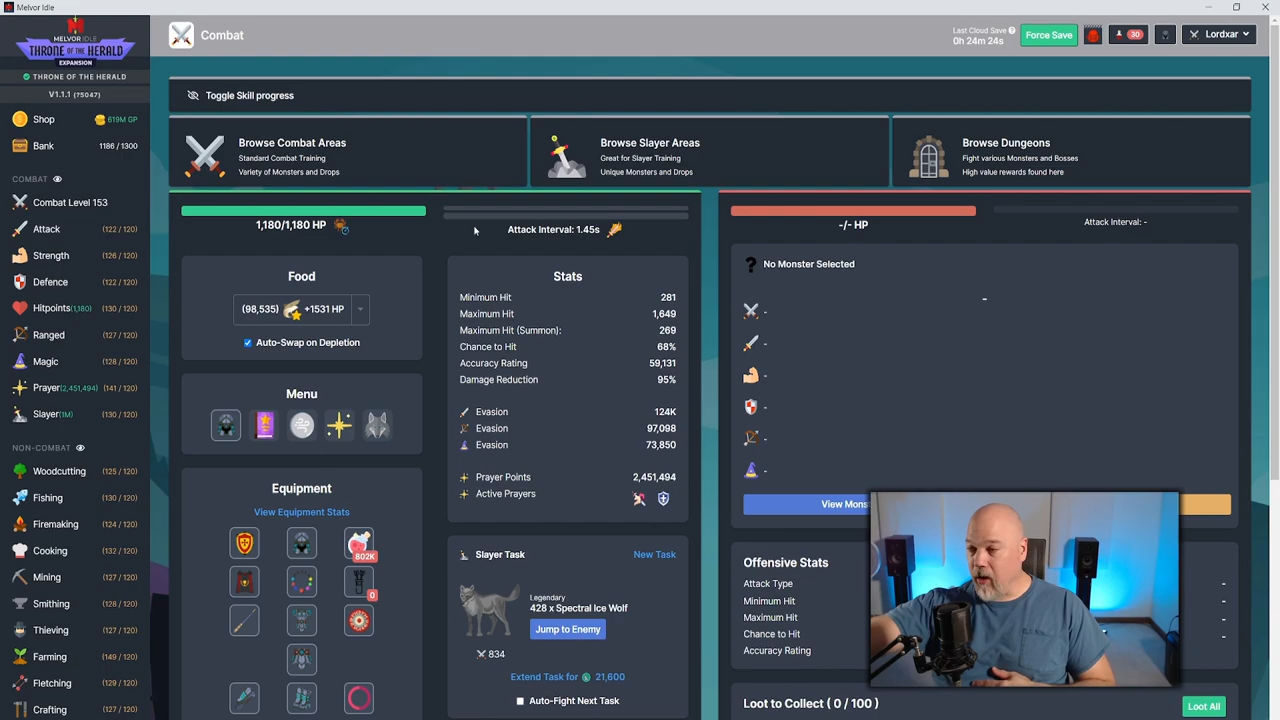 Melvor Idle
MELVOR IDLE
THRONE OF THE HERALD
EXPANSION
THRONE OF THE HERALD
V1.1.1 (?5047)
Shop 619M GP
Bank 1186 / 1300
COMBAT
Combat Level 153
Attack (122 / 120)
Strength (126 / 120)
Defence (122 / 120)
Hitpoints(1,180) (130 / 120)
Ranged (127 / 120)
Magic (128 / 120)
Prayer(2,451,494) (141 / 120)
Slayer(1M) (130 / 120)
NON-COMBAT
Woodcutting (125 / 120)
Fishing (130 / 120)
Firemaking (124 / 120)
Cooking (132 / 120)
Mining (127 / 120)
Smithing (127 / 120)
Thieving (127 / 120)
Farming (149 / 120)
Fletching (129 / 120)
Crafting (127 / 120)
Combat
Last Cloud Save
0h 24m 24s
Force Save
30
Lordxar
Toggle Skill progress
Browse Combat Areas
Standard Combat Training
Variety of Monsters and Drops
Browse Slayer Areas
Great for Slayer Training
Unique Monsters and Drops
Browse Dungeons
Fight various Monsters and Bosses
High value rewards found here
1,180/1,180 HP
Attack Interval: 1.45s
Food
(98,535) +1531 HP
Auto-Swap on Depletion
Menu
Equipment
View Equipment Stats
802K
0
Stats
Minimum Hit 281
Maximum Hit 1,649
Maximum Hit (Summon): 269
Chance to Hit 68%
Accuracy Rating 59,131
Damage Reduction 95%
Evasion 124K
Evasion 97,098
Evasion 73,850
Prayer Points 2,451,494
Active Prayers
Slayer Task New Task
Legendary
428 x Spectral Ice Wolf
Jump to Enemy
834
Extend Task for 21,600
Auto-Fight Next Task
-/- HP
Attack Interval: -
No Monster Selected
-
-
-
-
-
-
-
View Mons
Offensive Stats
Attack Type -
Minimum Hit -
Maximum Hit
Chance to Hit -
Accuracy Rating -
Loot to Collect ( 0 / 100 )
Loot All